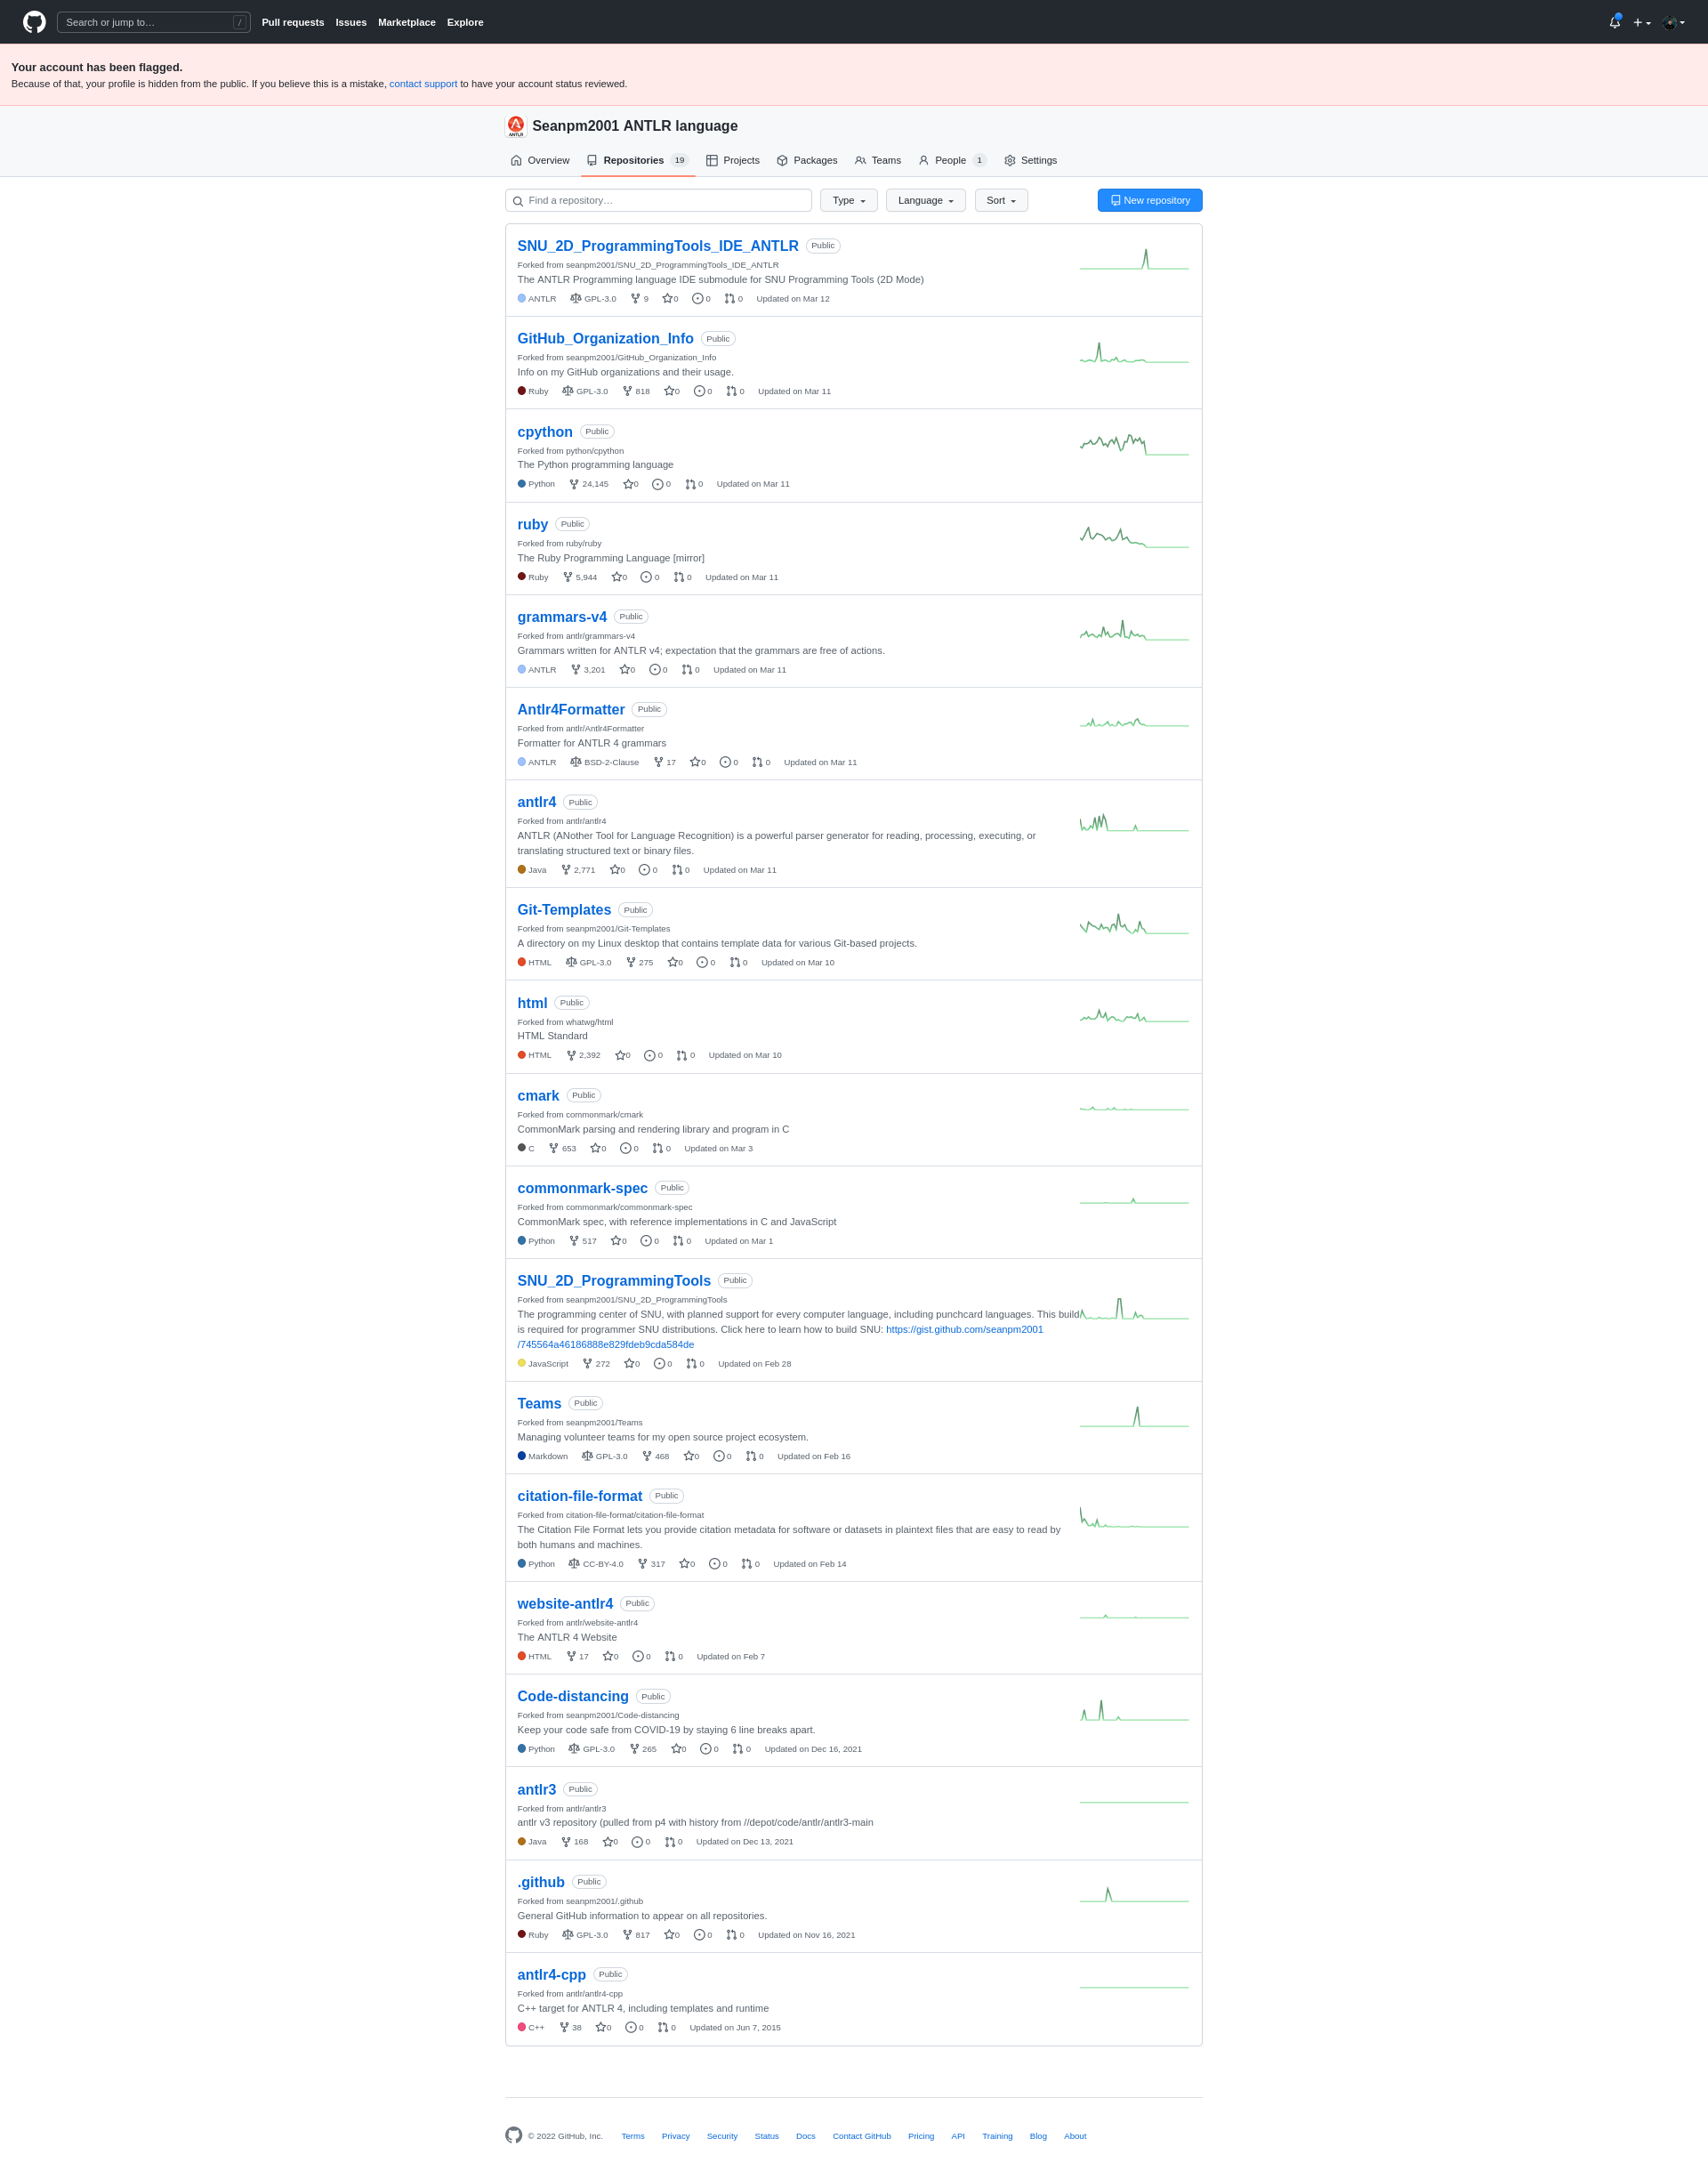 Search or jump to… /
Pull requests Issues Marketplace Explore
Your account has been flagged.
Because of that, your profile is hidden from the public. If you believe this is a mistake, contact support to have your account status reviewed.
ANTLR
Seanpm2001 ANTLR language
Overview Repositories 19 Projects Packages Teams People 1 Settings
Find a repository… Type Language Sort New repository
SNU_2D_ProgrammingTools_IDE_ANTLR Public
Forked from seanpm2001/SNU_2D_ProgrammingTools_IDE_ANTLR
The ANTLR Programming language IDE submodule for SNU Programming Tools (2D Mode)
ANTLR GPL-3.0 9 0 0 0 Updated on Mar 12
GitHub_Organization_Info Public
Forked from seanpm2001/GitHub_Organization_Info
Info on my GitHub organizations and their usage.
Ruby GPL-3.0 818 0 0 0 Updated on Mar 11
cpython Public
Forked from python/cpython
The Python programming language
Python 24,145 0 0 0 Updated on Mar 11
ruby Public
Forked from ruby/ruby
The Ruby Programming Language [mirror]
Ruby 5,944 0 0 0 Updated on Mar 11
grammars-v4 Public
Forked from antlr/grammars-v4
Grammars written for ANTLR v4; expectation that the grammars are free of actions.
ANTLR 3,201 0 0 0 Updated on Mar 11
Antlr4Formatter Public
Forked from antlr/Antlr4Formatter
Formatter for ANTLR 4 grammars
ANTLR BSD-2-Clause 17 0 0 0 Updated on Mar 11
antlr4 Public
Forked from antlr/antlr4
ANTLR (ANother Tool for Language Recognition) is a powerful parser generator for reading, processing, executing, or
translating structured text or binary files.
Java 2,771 0 0 0 Updated on Mar 11
Git-Templates Public
Forked from seanpm2001/Git-Templates
A directory on my Linux desktop that contains template data for various Git-based projects.
HTML GPL-3.0 275 0 0 0 Updated on Mar 10
html Public
Forked from whatwg/html
HTML Standard
HTML 2,392 0 0 0 Updated on Mar 10
cmark Public
Forked from commonmark/cmark
CommonMark parsing and rendering library and program in C
C 653 0 0 0 Updated on Mar 3
commonmark-spec Public
Forked from commonmark/commonmark-spec
CommonMark spec, with reference implementations in C and JavaScript
Python 517 0 0 0 Updated on Mar 1
SNU_2D_ProgrammingTools Public
Forked from seanpm2001/SNU_2D_ProgrammingTools
The programming center of SNU, with planned support for every computer language, including punchcard languages. This build
is required for programmer SNU distributions. Click here to learn how to build SNU: https://gist.github.com/seanpm2001
/745564a46186888e829fdeb9cda584de
JavaScript 272 0 0 0 Updated on Feb 28
Teams Public
Forked from seanpm2001/Teams
Managing volunteer teams for my open source project ecosystem.
Markdown GPL-3.0 468 0 0 0 Updated on Feb 16
citation-file-format Public
Forked from citation-file-format/citation-file-format
The Citation File Format lets you provide citation metadata for software or datasets in plaintext files that are easy to read by
both humans and machines.
Python CC-BY-4.0 317 0 0 0 Updated on Feb 14
website-antlr4 Public
Forked from antlr/website-antlr4
The ANTLR 4 Website
HTML 17 0 0 0 Updated on Feb 7
Code-distancing Public
Forked from seanpm2001/Code-distancing
Keep your code safe from COVID-19 by staying 6 line breaks apart.
Python GPL-3.0 265 0 0 0 Updated on Dec 16, 2021
antlr3 Public
Forked from antlr/antlr3
antlr v3 repository (pulled from p4 with history from //depot/code/antlr/antlr3-main
Java 168 0 0 0 Updated on Dec 13, 2021
.github Public
Forked from seanpm2001/.github
General GitHub information to appear on all repositories.
Ruby GPL-3.0 817 0 0 0 Updated on Nov 16, 2021
antlr4-cpp Public
Forked from antlr/antlr4-cpp
C++ target for ANTLR 4, including templates and runtime
C++ 38 0 0 0 Updated on Jun 7, 2015
© 2022 GitHub, Inc. Terms Privacy Security Status Docs Contact GitHub Pricing API Training Blog About